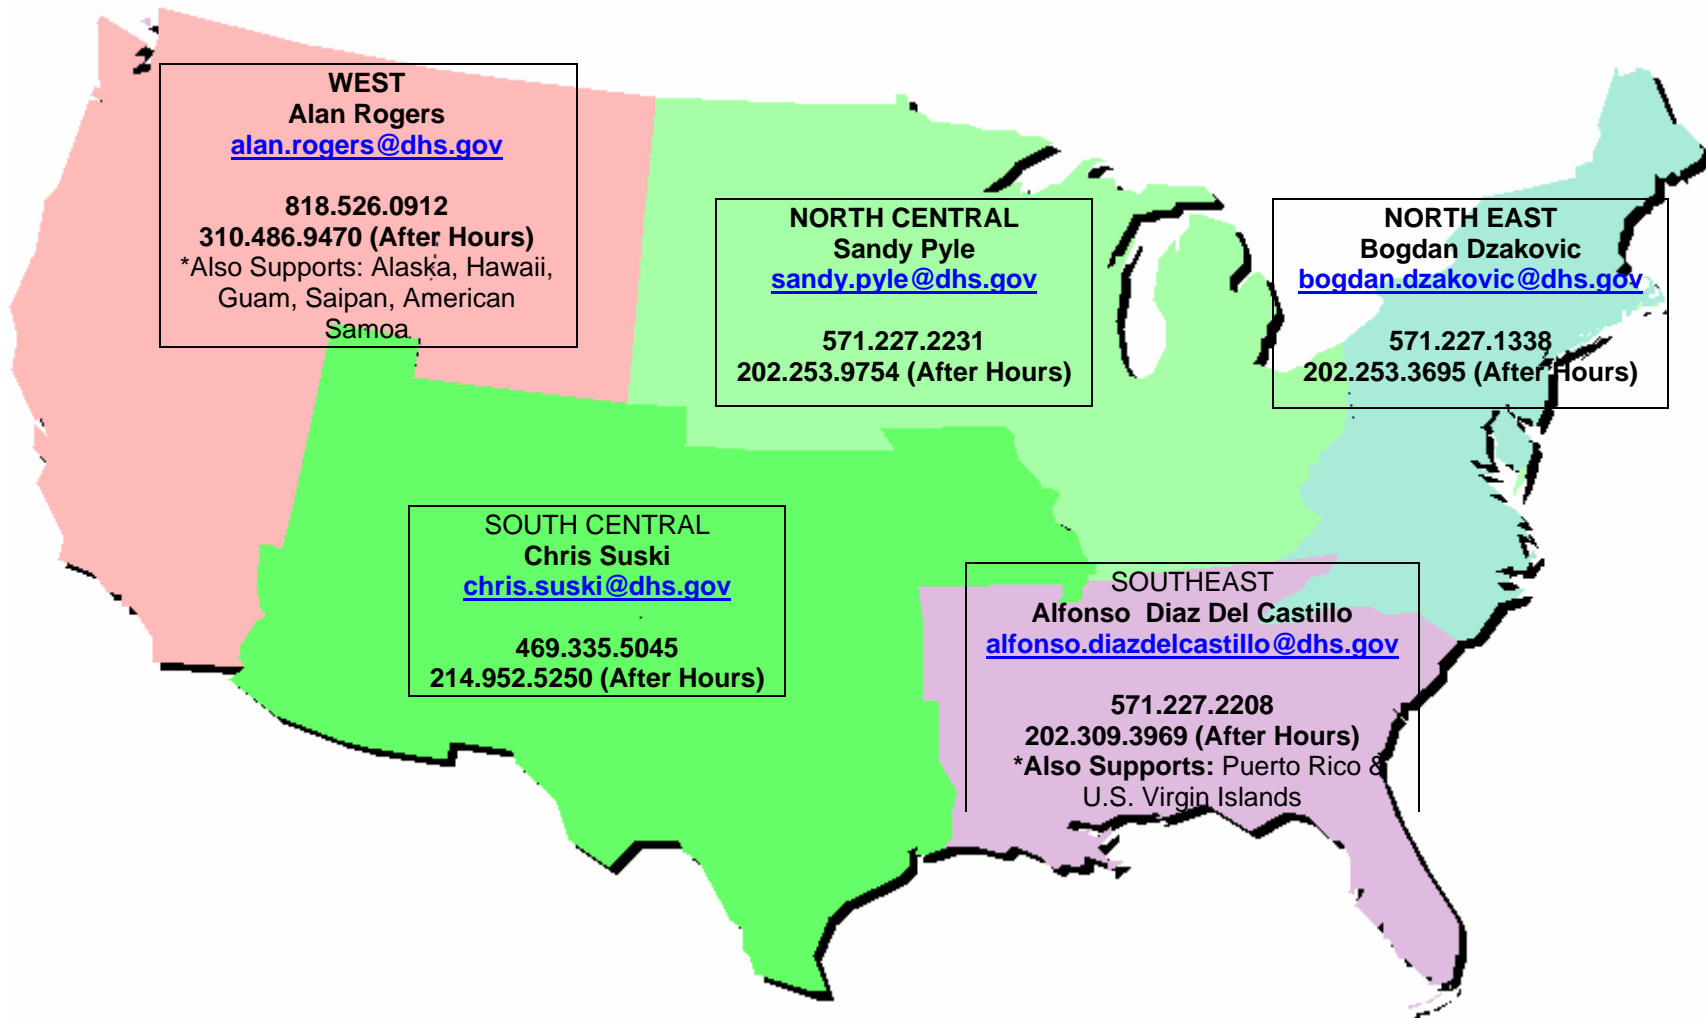 WEST
Alan Rogers
alan.rogers@dhs.gov
818.526.0912
310.486.9470 (After Hours)
*Also Supports: Alaska, Hawaii,
Guam, Saipan, American
Samoa
NORTH CENTRAL
Sandy Pyle
sandy.pyle@dhs.gov
571.227.2231
202.253.9754 (After Hours)
NORTH EAST
Bogdan Dzakovic
bogdan.dzakovic@dhs.gov
571.227.1338
202.253.3695 (After Hours)
SOUTH CENTRAL
Chris Suski
chris.suski@dhs.gov
469.335.5045
214.952.5250 (After Hours)
SOUTHEAST
Alfonso  Diaz Del Castillo
alfonso.diazdelcastillo@dhs.gov
571.227.2208
202.309.3969 (After Hours)
*Also Supports: Puerto Rico &
U.S. Virgin Islands